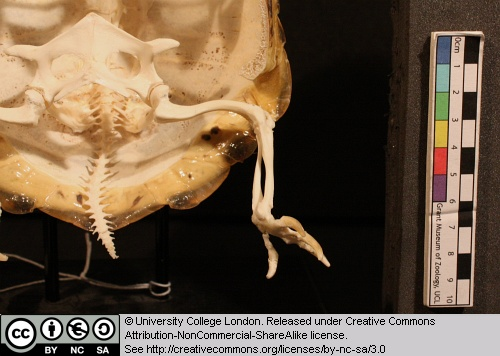 0cm 1 2 3 4 5 6 7 8 9 10
Grant Museum of Zoology, UCL
© University College London. Released under Creative Commons
Attribution-NonCommercial-ShareAlike license.
See http://creativecommons.org/licenses/by-nc-sa/3.0
CC
BY NC SA